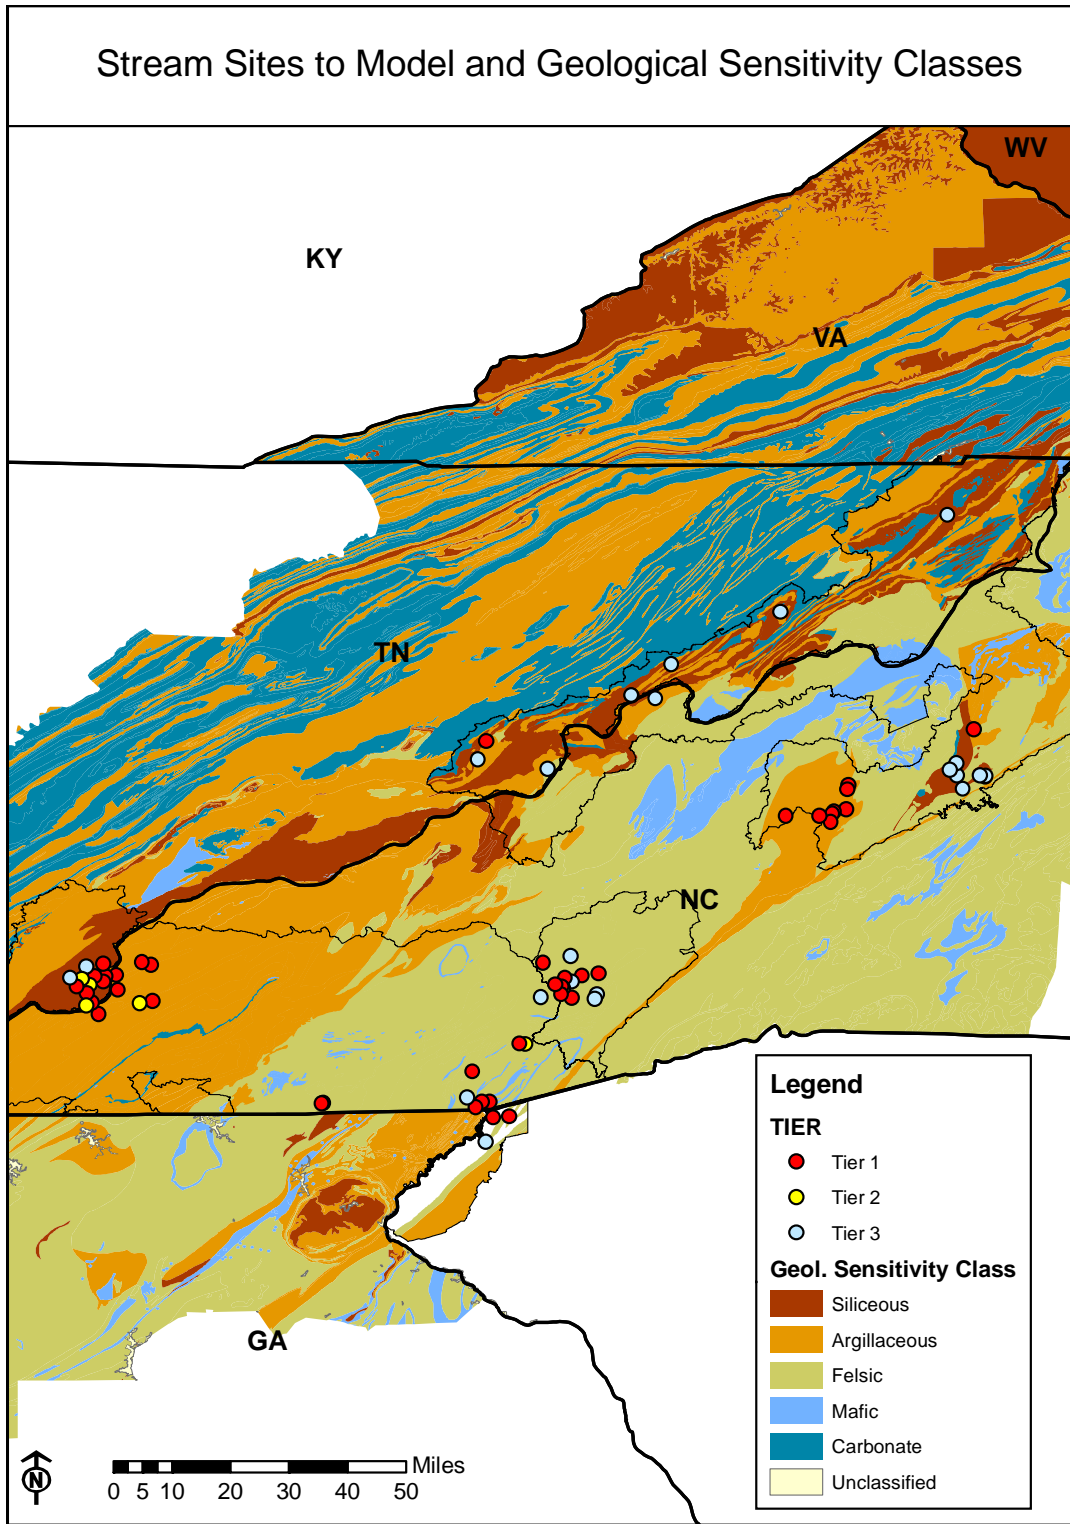 Stream Sites to Model and Geological Sensitivity Classes
WV
KY
VA
TN
NC
GA
Legend
TIER
Tier 1
Tier 2
Tier 3
Geol. Sensitivity Class
Siliceous
Argillaceous
Felsic
Mafic
Carbonate
Unclassified
N
Miles
0 5 10 20 30 40 50